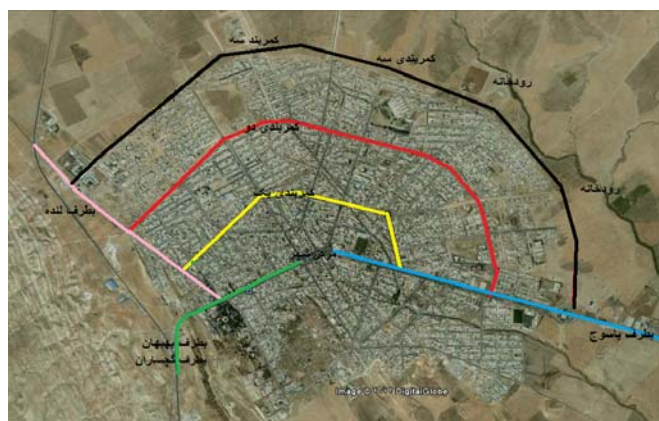 کمربند سه
کمربندی سه
رودخانه
کمربندی دو
رودخانه
کمربندی یک
بطرف لنده
مرکز شهر
بطرف یاسوج
بطرف بهبهان
بطرف گچساران
Image © DigitalGlobe